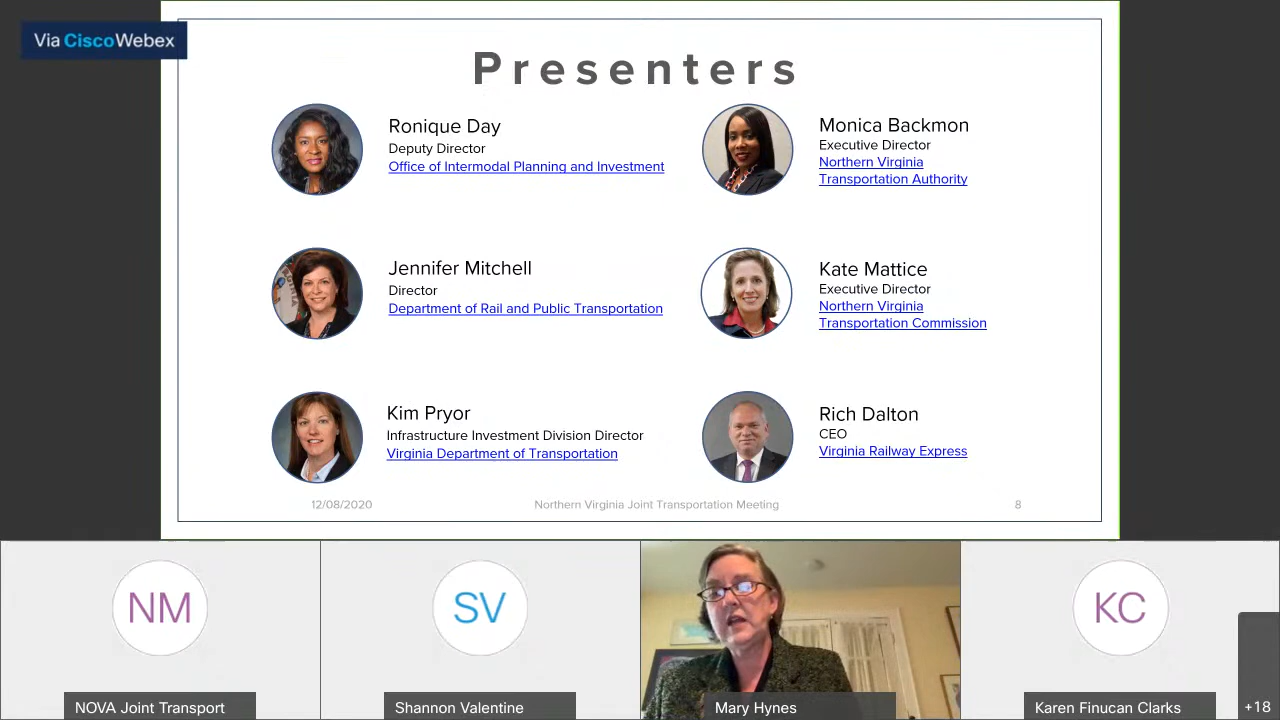 Via CiscoWebex
Presenters
Ronique Day
Deputy Director
Office of Intermodal Planning and Investment
Monica Backmon
Executive Director
Northern Virginia
Transportation Authority
Jennifer Mitchell
Director
Department of Rail and Public Transportation
Kate Mattice
Executive Director
Northern Virginia
Transportation Commission
Kim Pryor
Infrastructure Investment Division Director
Virginia Department of Transportation
Rich Dalton
CEO
Virginia Railway Express
12/08/2020
Northern Virginia Joint Transportation Meeting
8
NM
SV
KC
NOVA Joint Transport
Shannon Valentine
Mary Hynes
Karen Finucan Clarks
+18